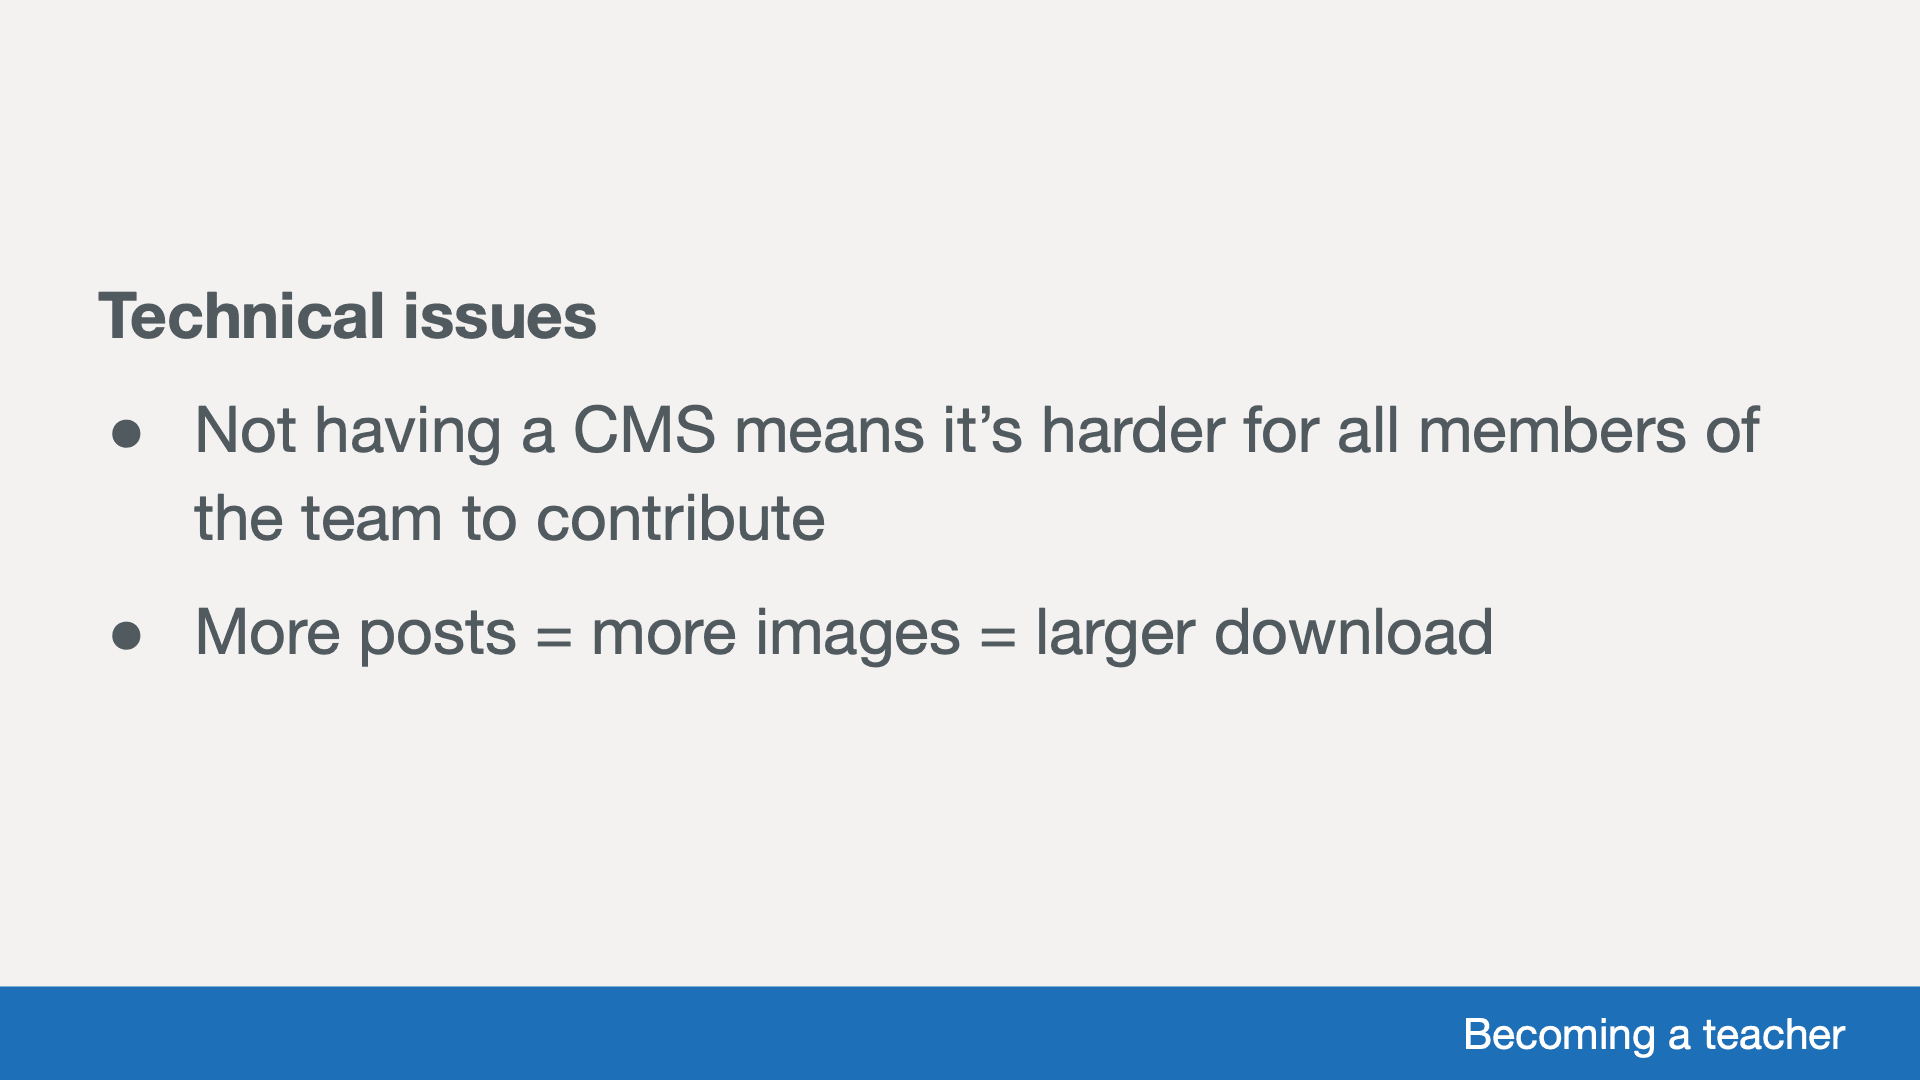 Technical issues
● Not having a CMS means it’s harder for all members of
the team to contribute
● More posts = more images = larger download
Becoming a teacher